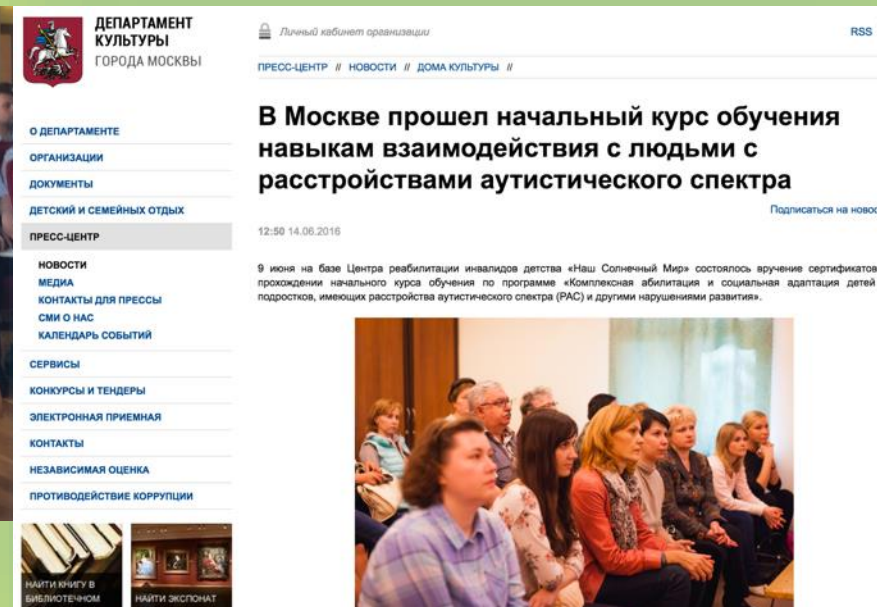 ДЕПАРТАМЕНТ
КУЛЬТУРЫ
ГОРОДА МОСКВЫ
Личный кабинет организации
RSS
ПРЕСС-ЦЕНТР // НОВОСТИ // ДОМА КУЛЬТУРЫ //
О ДЕПАРТАМЕНТЕ
ОРГАНИЗАЦИИ
ДОКУМЕНТЫ
ДЕТСКИЙ И СЕМЕЙНЫХ ОТДЫХ
ПРЕСС-ЦЕНТР
НОВОСТИ
МЕДИА
КОНТАКТЫ ДЛЯ ПРЕССЫ
СМИ О НАС
КАЛЕНДАРЬ СОБЫТИЙ
СЕРВИСЫ
КОНКУРСЫ И ТЕНДЕРЫ
ЭЛЕКТРОННАЯ ПРИЕМНАЯ
КОНТАКТЫ
НЕЗАВИСИМАЯ ОЦЕНКА
ПРОТИВОДЕЙСТВИЕ КОРРУПЦИИ
НАЙТИ КНИГУ В
БИБЛИОТЕЧНОМ
НАЙТИ ЭКСПОНАТ
В Москве прошел начальный курс обучения
навыкам взаимодействия с людьми с
расстройствами аутистического спектра
Подписаться на новос
12:50 14.06.2016
9 июня на базе Центра реабилитации инвалидов детства «Наш Солнечный Мир» состоялось вручение сертификатов
прохождении начального курса обучения по программе «Комплексная абилитация и социальная адаптация детей
подростков, имеющих расстройства аутистического спектра (РАС) и другими нарушениями развития».